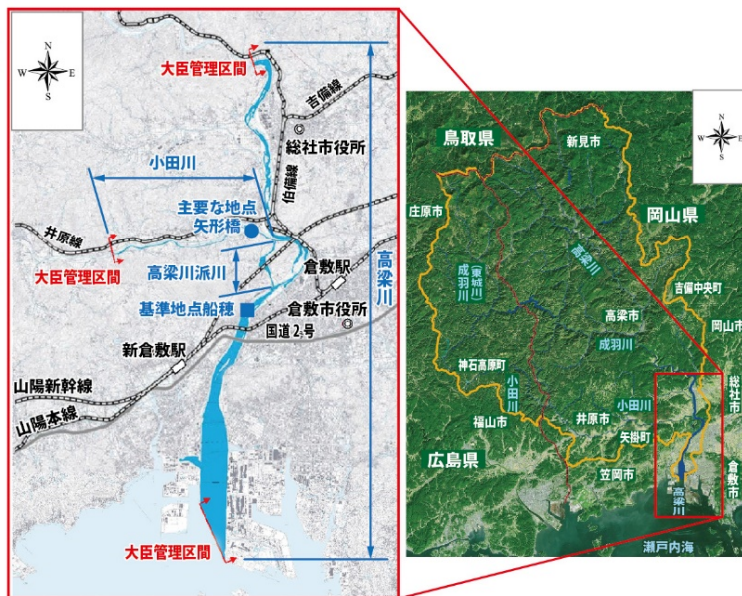 N
W E
S
大臣管理区間
吉備線
総社市役所
小田川
伯備線
主要な地点
矢形橋
井原線
大臣管理区間
高梁川派川
高梁川
倉敷駅
基準地点船穂
倉敷市役所
国道2号
新倉敷駅
山陽新幹線
山陽本線
大臣管理区間
N
W E
S
鳥取県
新見市
庄原市
岡山県
高梁川
成羽川
(東城川)
吉備中央町
高梁市
岡山市
成羽川
神石高原町
小田川
総社市
福山市
井原市
小田川
矢掛町
広島県
笠岡市
倉敷市
高梁川
瀬戸内海